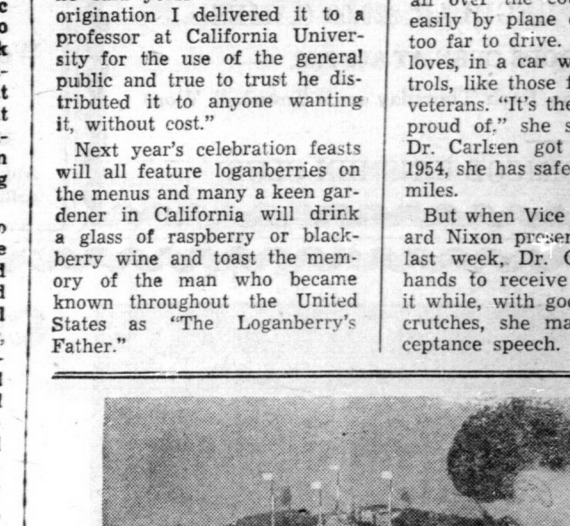 origination I delivered it to a
professor at California Univer-
sity for the use of the general
public and true to trust he dis-
tributed it to anyone wanting
it, without cost."
Next year's celebration feasts
will all feature loganberries on
the menus and many a keen gar-
dener in California will drink
a glass of raspberry or black-
berry wine and toast the mem-
ory of the man who became
known throughout the United
States as "The Loganberry's
Father."
easily by plane
too far to drive.
loves, in a car
trols, like those
veterans. "It's the
proud of," she
Dr. Carlsen got
1954, she has safe
miles.
But when Vice
ard Nixon presen
last week, Dr.
hands to receive
it while, with goo
crutches, she ma
ceptance speech.